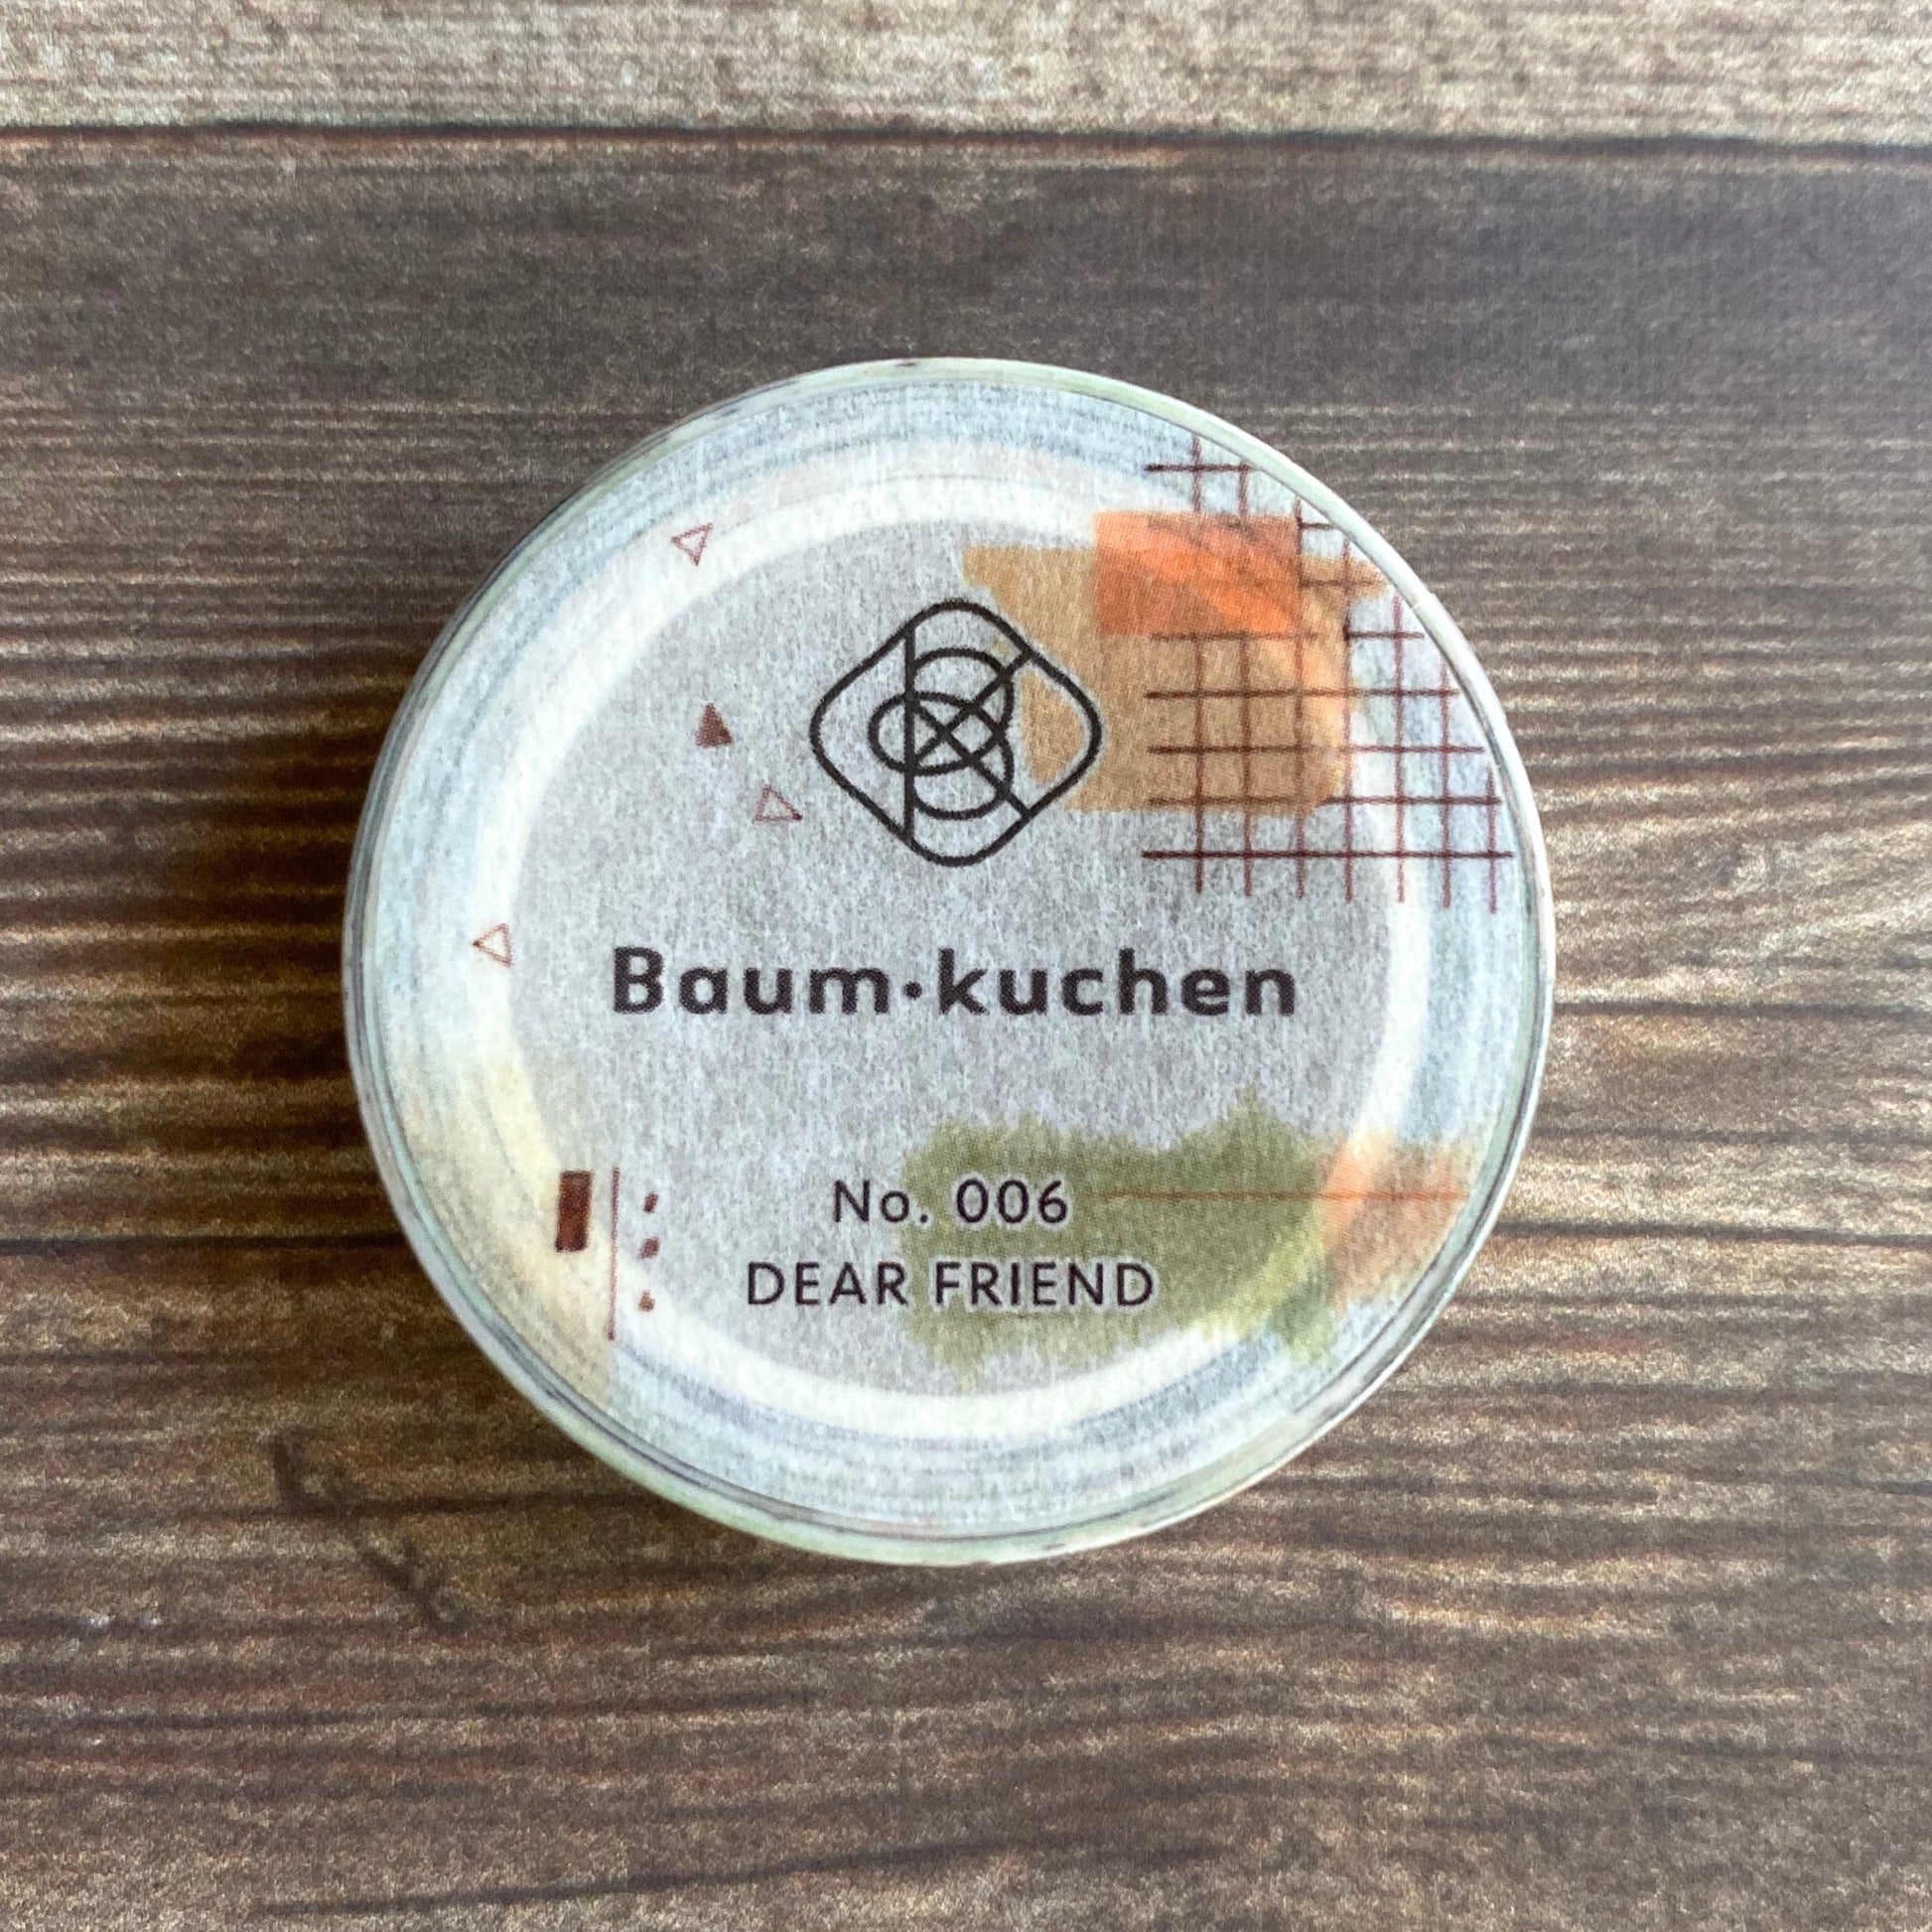 Baum·kuchen
No. 006
DEAR FRIEND